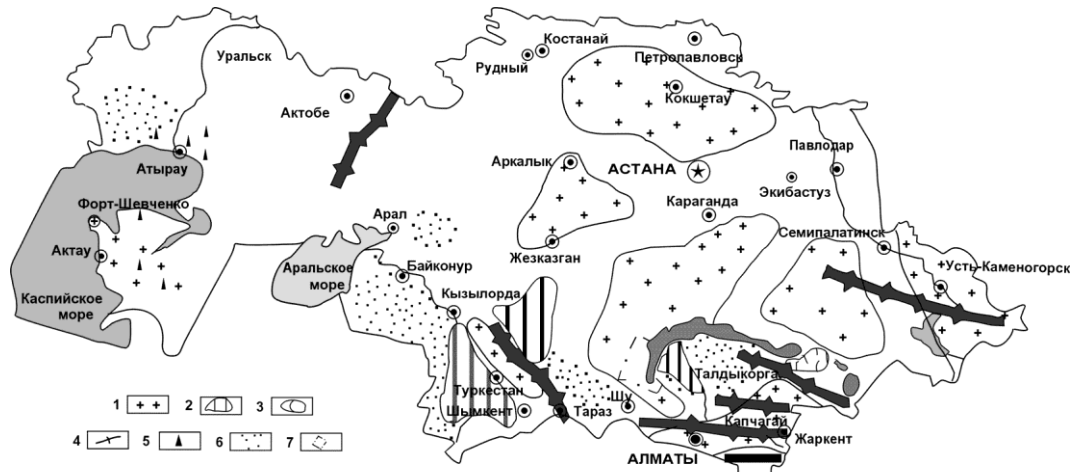 Костанай
Уральск
Рудный
Петропавловск
Кокшетау
Актобе
Павлодар
Аркалык
АСТАНА
Атырау
Экибастуз
Форт-Шевченко
Караганда
Арал
Семипалатинск
Актау
Жезказган
Байконур
Аральское
море
Усть-Каменогорск
Каспийское
море
Кызылорда
Талдыкорга
Туркестан
Шу
Шымкент
Тараз
Капчагай
Жаркент
АЛМАТЫ
1 2 3
4 5 6 7